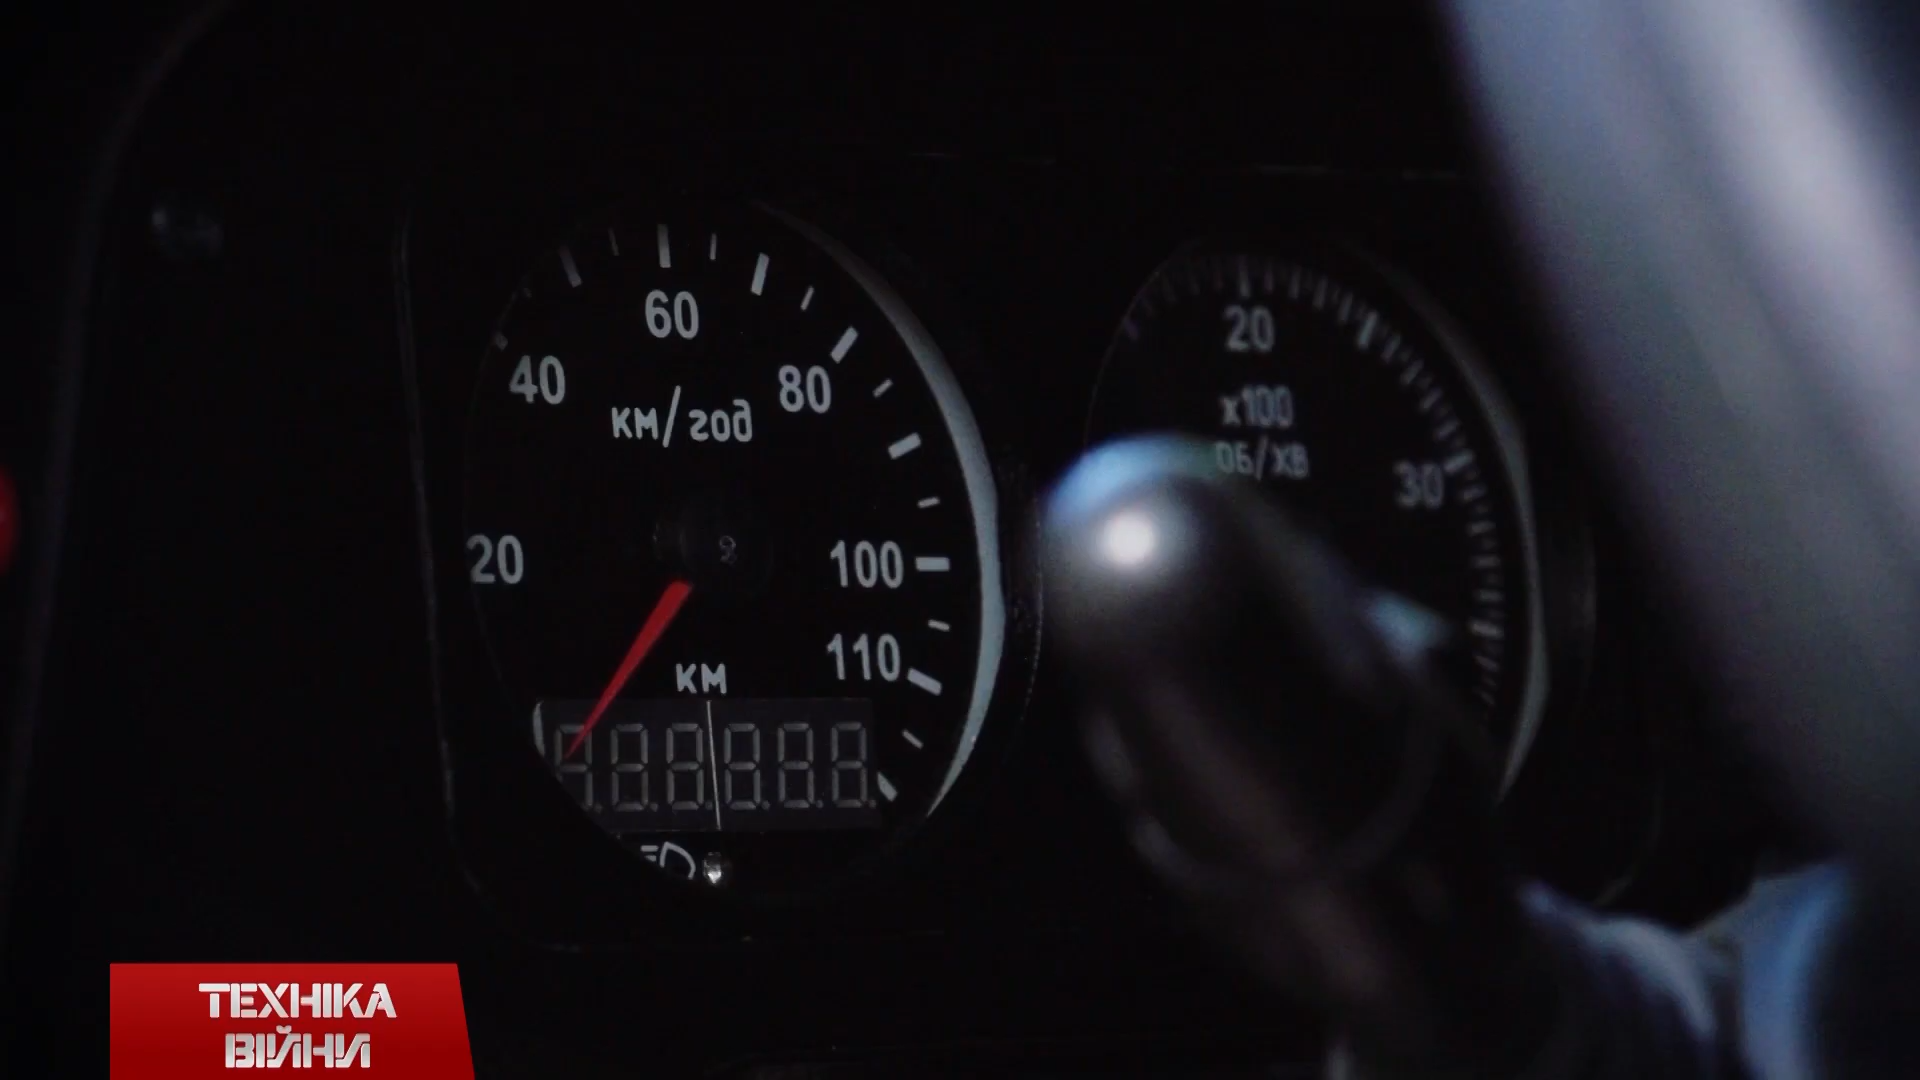 60
40
80
км/год
20
100
110
КМ
20
x100
ОБ/ХВ
30
ТЕХНІКА
ВІЙНИ